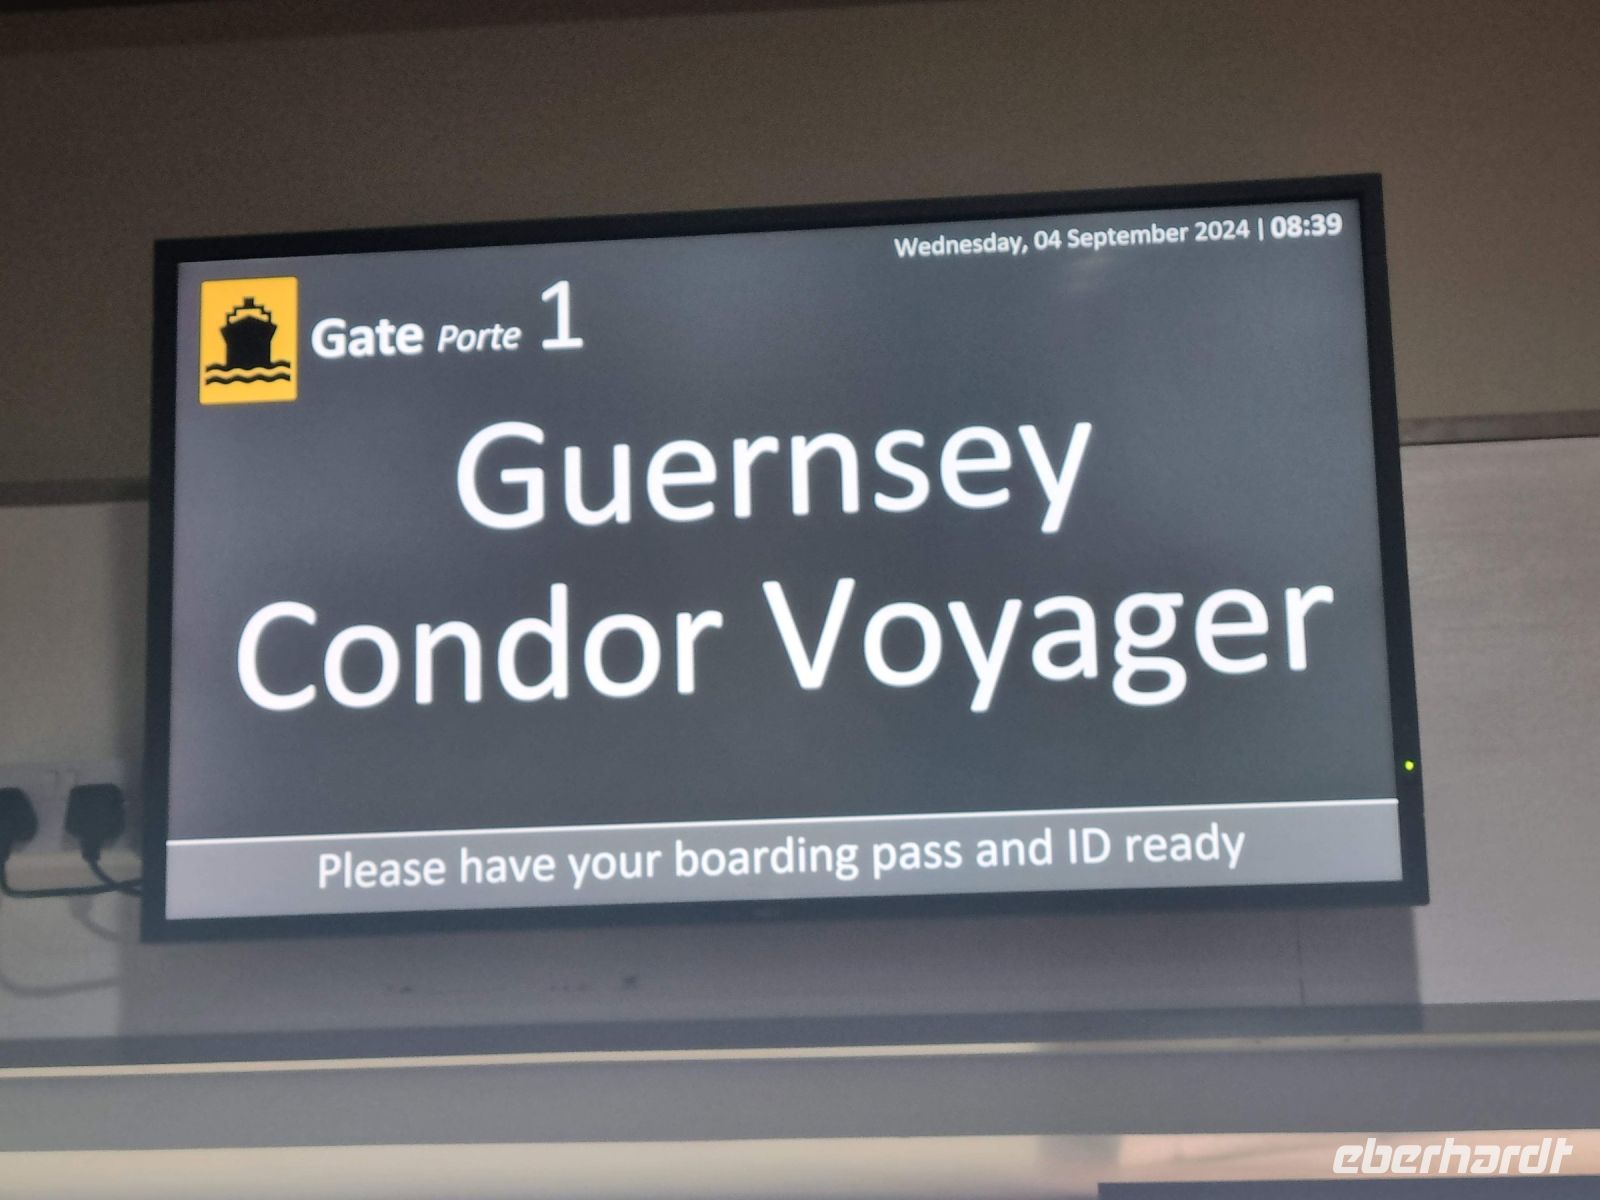 Wednesday, 04 September 2024 | 08:39
Gate Porte 1
Guernsey
Condor Voyager
Please have your boarding pass and ID ready
eberhardt